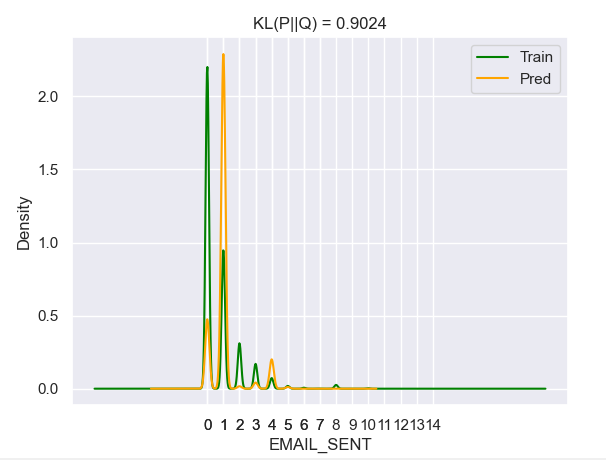 KL(P||Q) = 0.9024
Train
Pred
2.0
1.5
1.0
0.5
0.0
Density
0 1 2 3 4 5 6 7 8 9 10 11 12 13 14
EMAIL_SENT